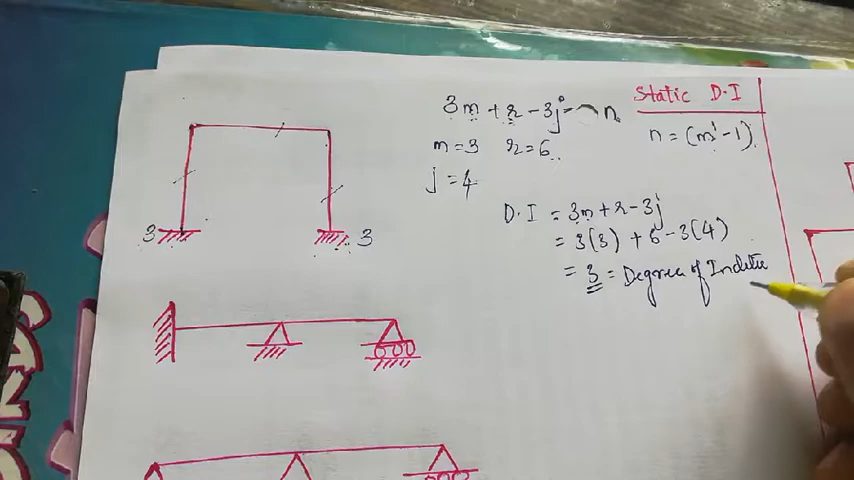 3m + r - 3j - n
Static D.I
n = (m' - 1)
m = 3 r = 6
j = 4
D.I = 3m + r - 3j
= 3(3) + 6 - 3(4)
= 3 = Degree of Indete
3
3